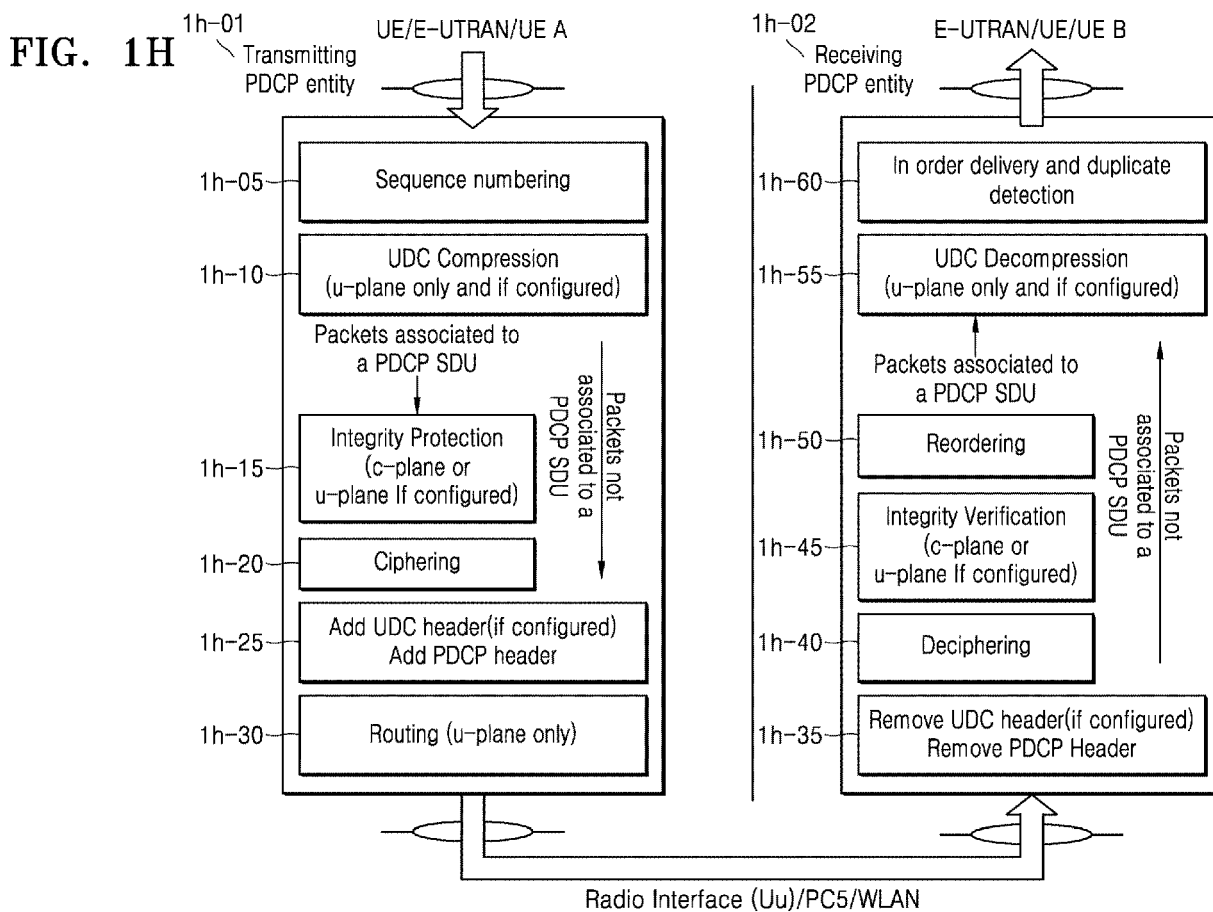 FIG. 1H
1h-01
Transmitting
PDCP entity
UE/E-UTRAN/UE A
1h-05
Sequence numbering
1h-10
UDC Compression
(u-plane only and if configured)
Packets associated to
a PDCP SDU
Packets not
associated to a
PDCP SDU
1h-15
Integrity Protection
(c-plane or
u-plane If configured)
1h-20
Ciphering
1h-25
Add UDC header(if configured)
Add PDCP header
1h-30
Routing (u-plane only)
1h-02
Receiving
PDCP entity
E-UTRAN/UE/UE B
1h-60
In order delivery and duplicate
detection
1h-55
UDC Decompression
(u-plane only and if configured)
Packets associated to
a PDCP SDU
Packets not
associated to a
PDCP SDU
1h-50
Reordering
1h-45
Integrity Verification
(c-plane or
u-plane If configured)
1h-40
Deciphering
1h-35
Remove UDC header(if configured)
Remove PDCP Header
Radio Interface (Uu)/PC5/WLAN